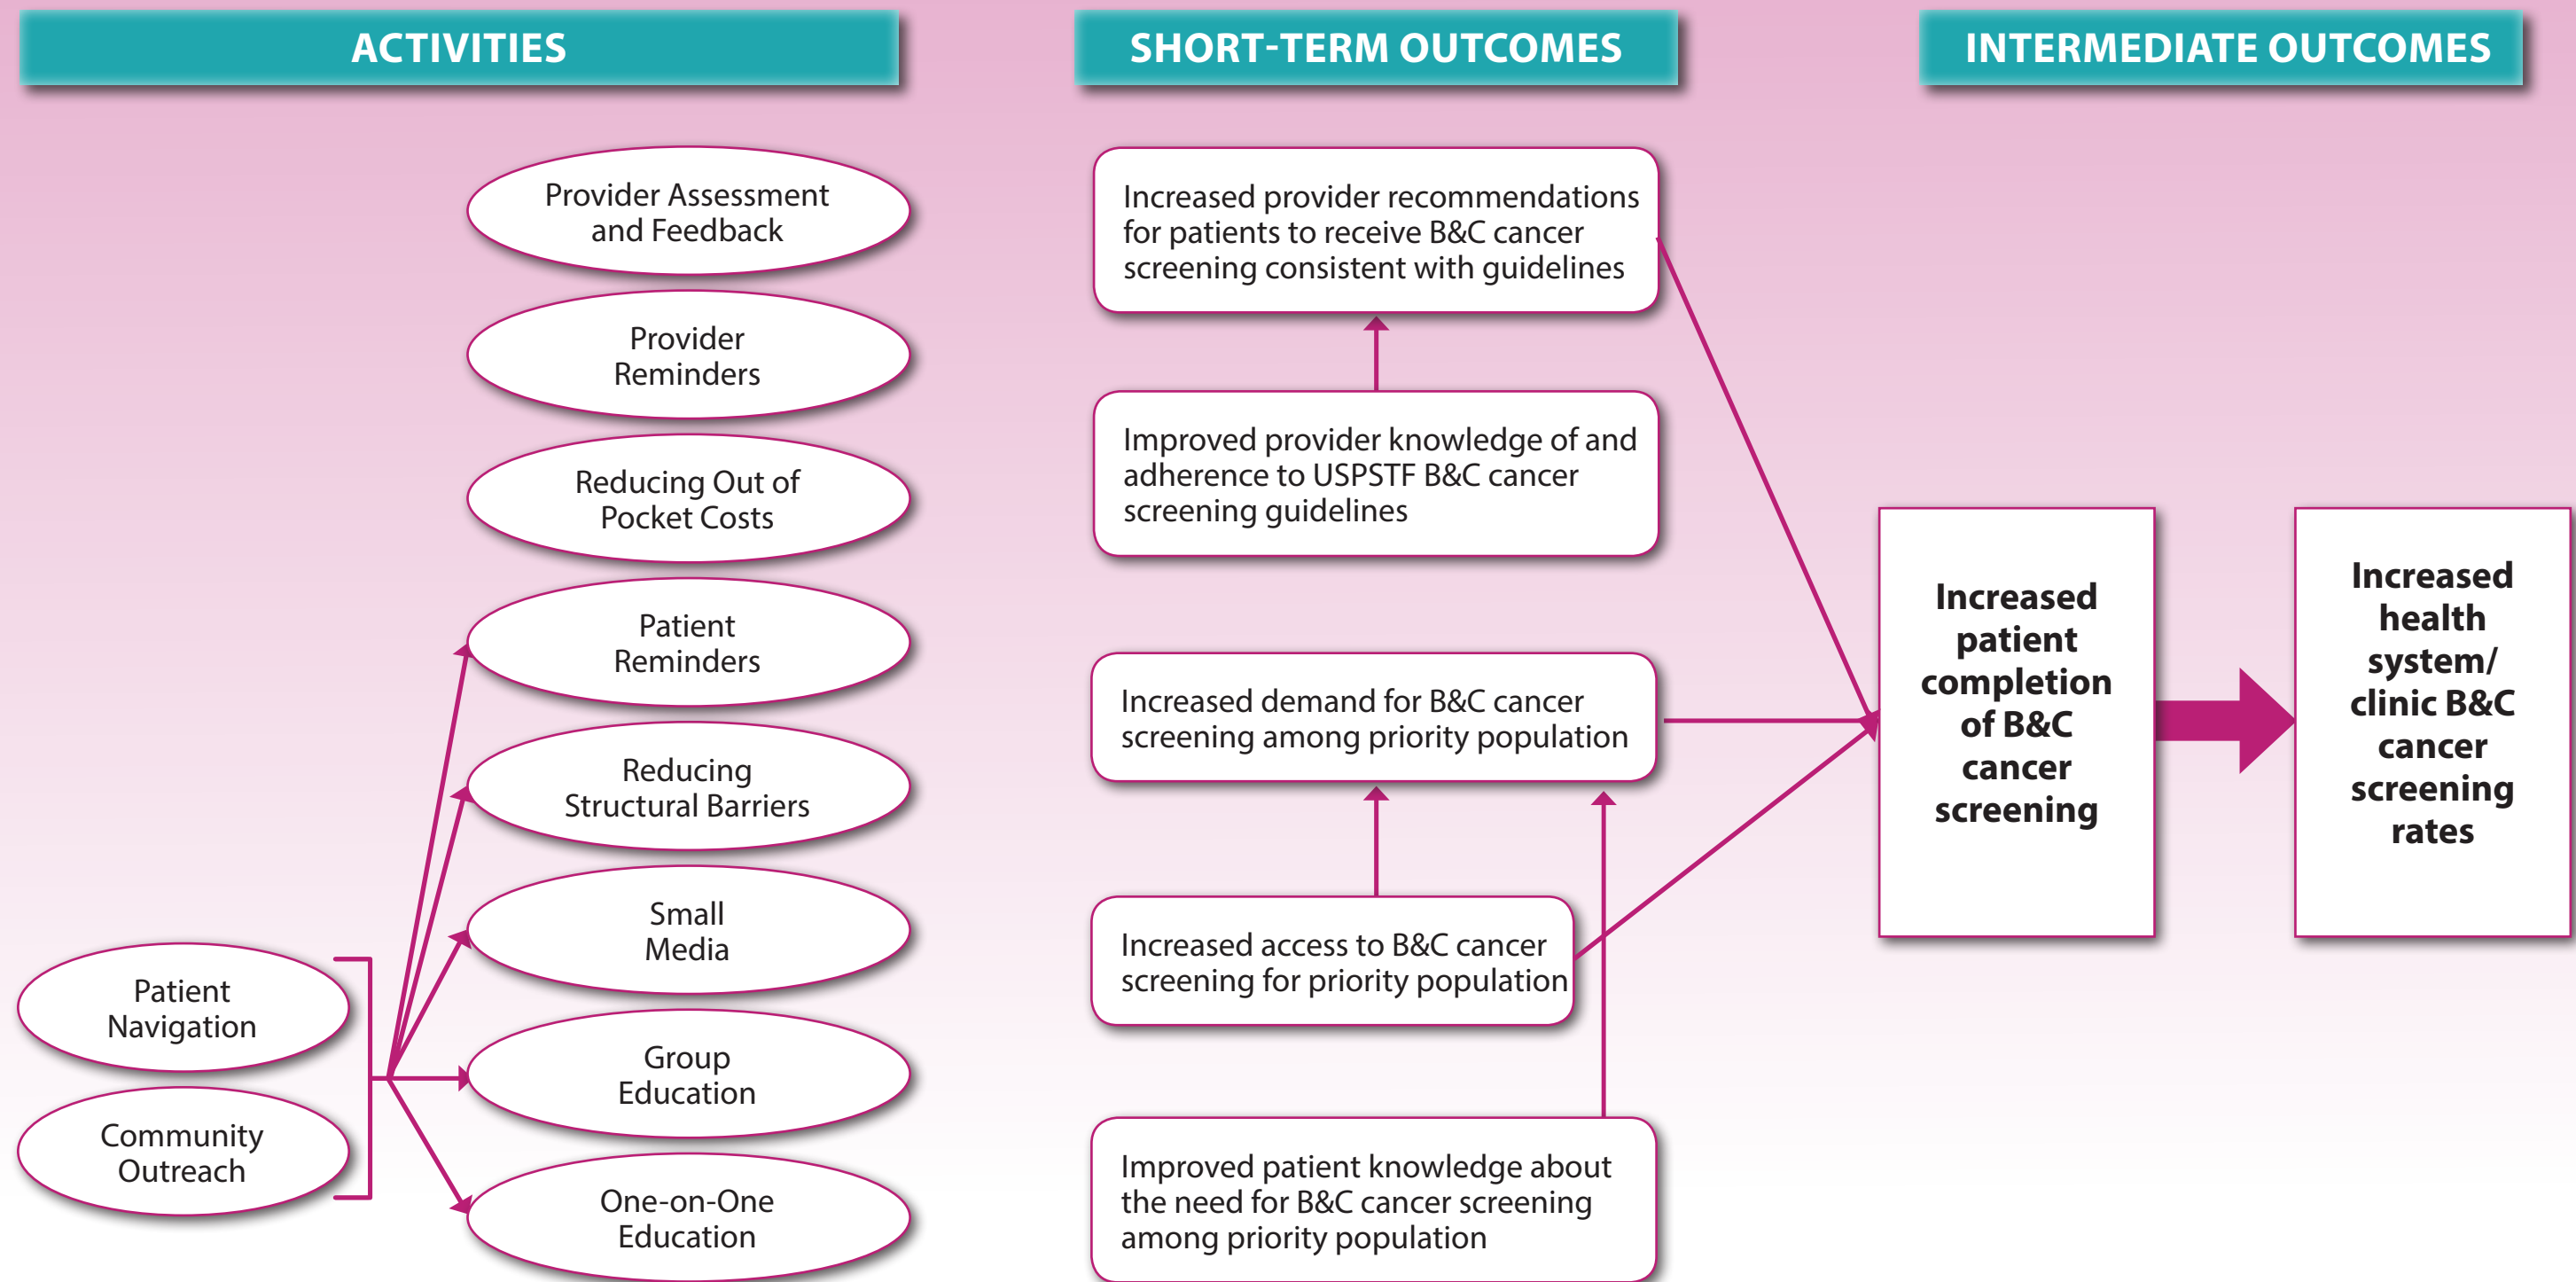 ACTIVITIES
SHORT-TERM OUTCOMES
INTERMEDIATE OUTCOMES
Provider Assessment
and Feedback
Provider
Reminders
Reducing Out of
Pocket Costs
Patient
Reminders
Reducing
Structural Barriers
Small
Media
Group
Education
One-on-One
Education
Patient
Navigation
Community
Outreach
Increased provider recommendations
for patients to receive B&C cancer
screening consistent with guidelines
Improved provider knowledge of and
adherence to USPSTF B&C cancer
screening guidelines
Increased demand for B&C cancer
screening among priority population
Increased access to B&C cancer
screening for priority population
Improved patient knowledge about
the need for B&C cancer screening
among priority population
Increased
patient
completion
of B&C
cancer
screening
Increased
health
system/
clinic B&C
cancer
screening
rates